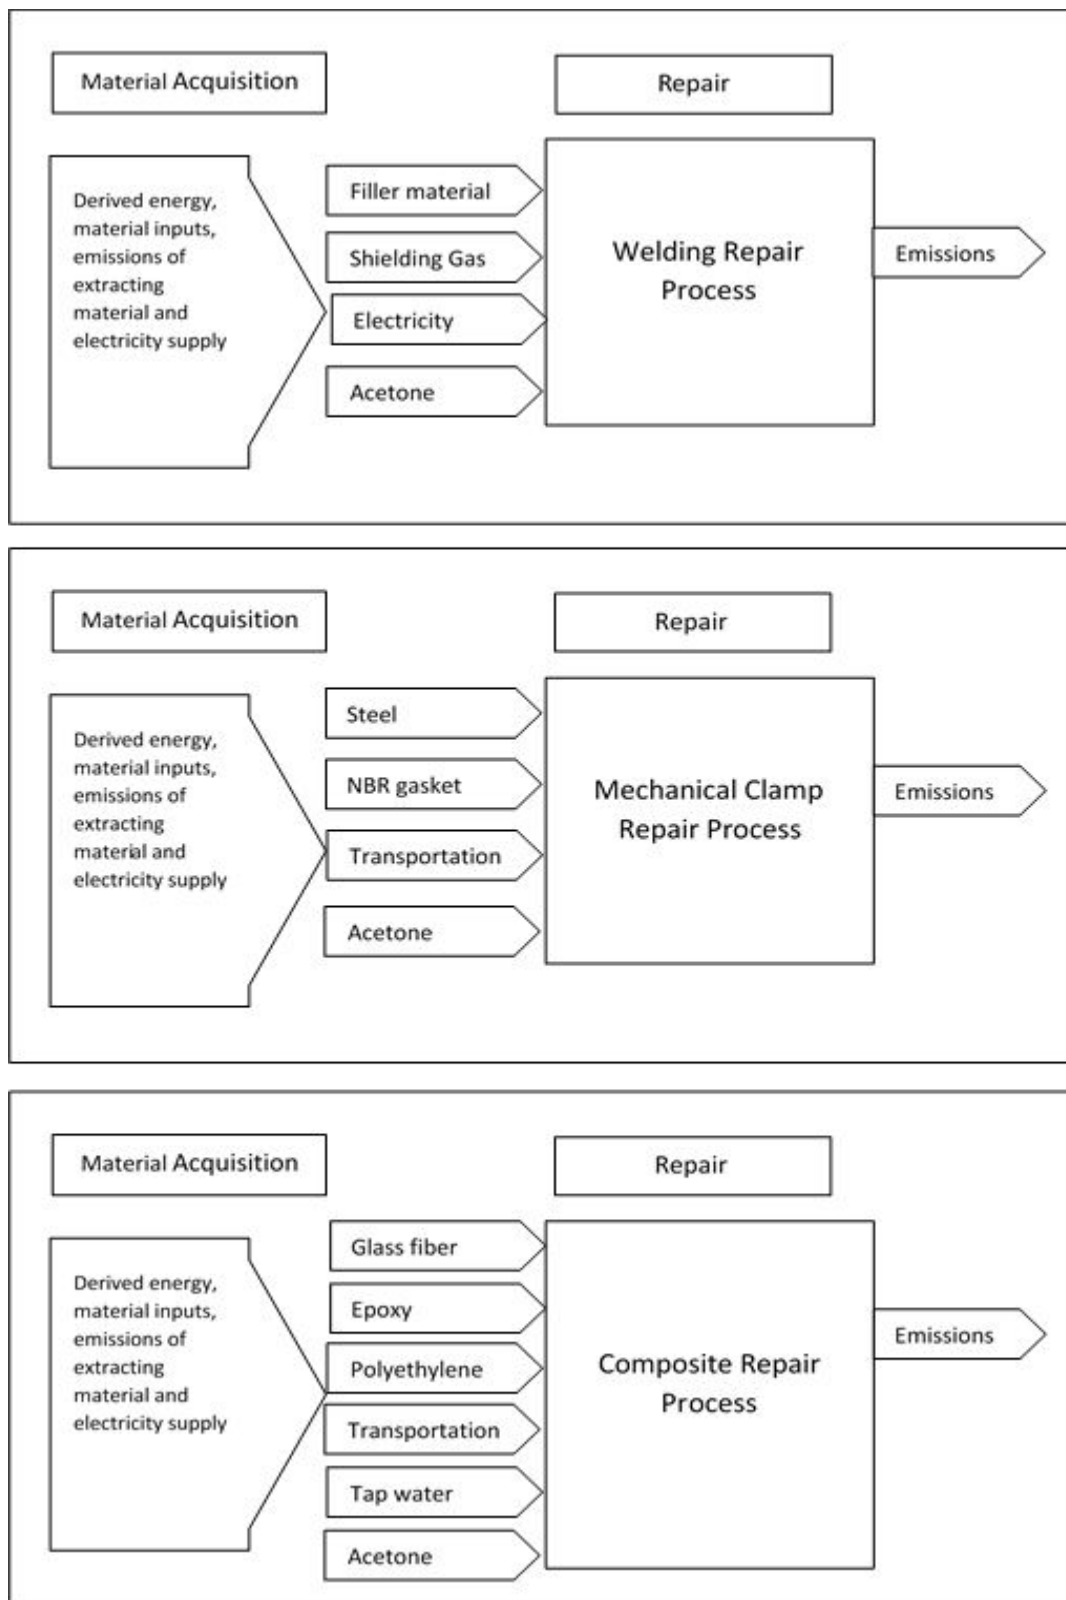 Material Acquisition
Repair
Derived energy,
material inputs,
emissions of
extracting
material and
electricity supply
Filler material
Shielding Gas
Electricity
Acetone
Welding Repair
Process
Emissions
Material Acquisition
Repair
Derived energy,
material inputs,
emissions of
extracting
material and
electricity supply
Steel
NBR gasket
Transportation
Acetone
Mechanical Clamp
Repair Process
Emissions
Material Acquisition
Repair
Derived energy,
material inputs,
emissions of
extracting
material and
electricity supply
Glass fiber
Epoxy
Polyethylene
Transportation
Tap water
Acetone
Composite Repair
Process
Emissions